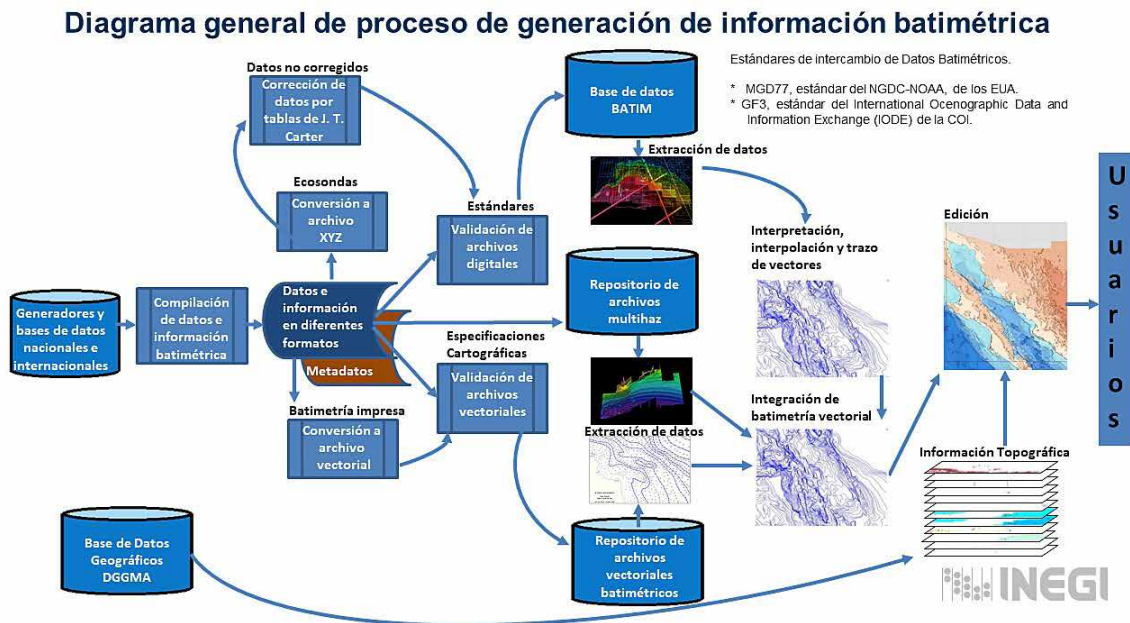 Diagrama general de proceso de generación de información batimétrica
Datos no corregidos
Corrección de
datos por
tablas de J. T.
Carter
Ecosondas
Conversión a
archivo
XYZ
Generadores y
bases de datos
nacionales e
internacionales
Compilación
de datos e
información
batimétrica
Datos e
información
en diferentes
formatos
Metadatos
Batimetría impresa
Conversión a
archivo
vectorial
Estándares
Validación de
archivos
digitales
Especificaciones
Cartográficas
Validación de
archivos
vectoriales
Base de datos
BATIM
Extracción de datos
Repositorio de
archivos
multihaz
Extracción de datos
Repositorio de
archivos
vectoriales
batimétricos
Base de Datos
Geográficos
DGGMA
Estándares de intercambio de Datos Batimétricos.
* MGD77, estándar del NGDC-NOAA, de los EUA.
* GF3, estándar del International Ocenographic Data and
Information Exchange (IODE) de la COI.
Interpretación,
interpolación y trazo
de vectores
Integración de
batimetría vectorial
Edición
Información Topográfica
Usuarios
INEGI